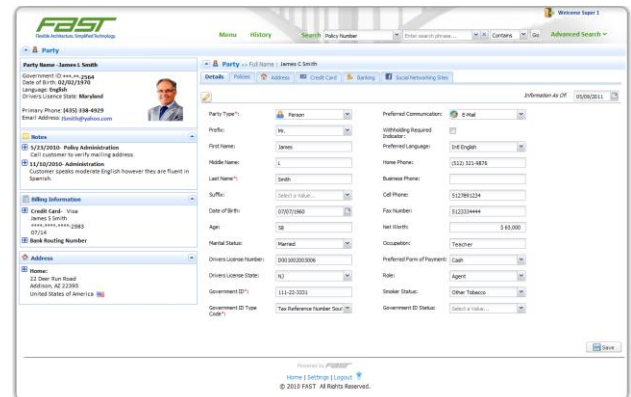 FAST
Flexible Architecture. Simplified Technology.
Welcome Super 1
Menu History Search Policy Number Enter search phrase... Contains Go Advanced Search
Party
Party Name -James L Smith
Government ID:***-**-2564
Date of Birth: 02/02/1970
Language: English
Drivers Licence State: Maryland
Primary Phone: (435) 338-4929
Email Address: JSmith@yahoo.com
Notes
5/23/2010- Policy Administration
Call customer to verify mailing address.
11/10/2010- Administration
Customer speaks moderate English however they are fluent in
Spanish.
Billing Information
Credit Card- Visa
James S Smith
****-****-****-2983
07/14
Bank Routing Number
Address
Home:
22 Deer Run Road
Addison, AZ 22393
United States of America
Party >> Full Name : James C Smith
Details Policies Address Credit Card Banking Social Networking Sites
Information As Of: 05/09/2011
Party Type*: Person Preferred Communication: E-Mail
Prefix: Mr. Withholding Required
Indicator:
First Name: James Preferred Language: Intl English
Middle Name: L Home Phone: (512) 321-9876
Last Name*: Smith Business Phone:
Suffix: Select a Value... Cell Phone: 5127891234
Date of Birth: 07/07/1960 Fax Number: 5122334444
Age: 50 Net Worth: $ 63,000
Marital Status: Married Occupation: Teacher
Drivers License Number: D001002003006 Preferred Form of Payment: Cash
Drivers License State: NJ Role: Agent
Government ID*: 111-22-3331 Smoker Status: Other Tobacco
Government ID Type Tax Reference Number Sour Government ID Status: Select a Value...
Code*:
Save
Powered by FAST
Home | Settings | Logout
© 2010 FAST All Rights Reserved.